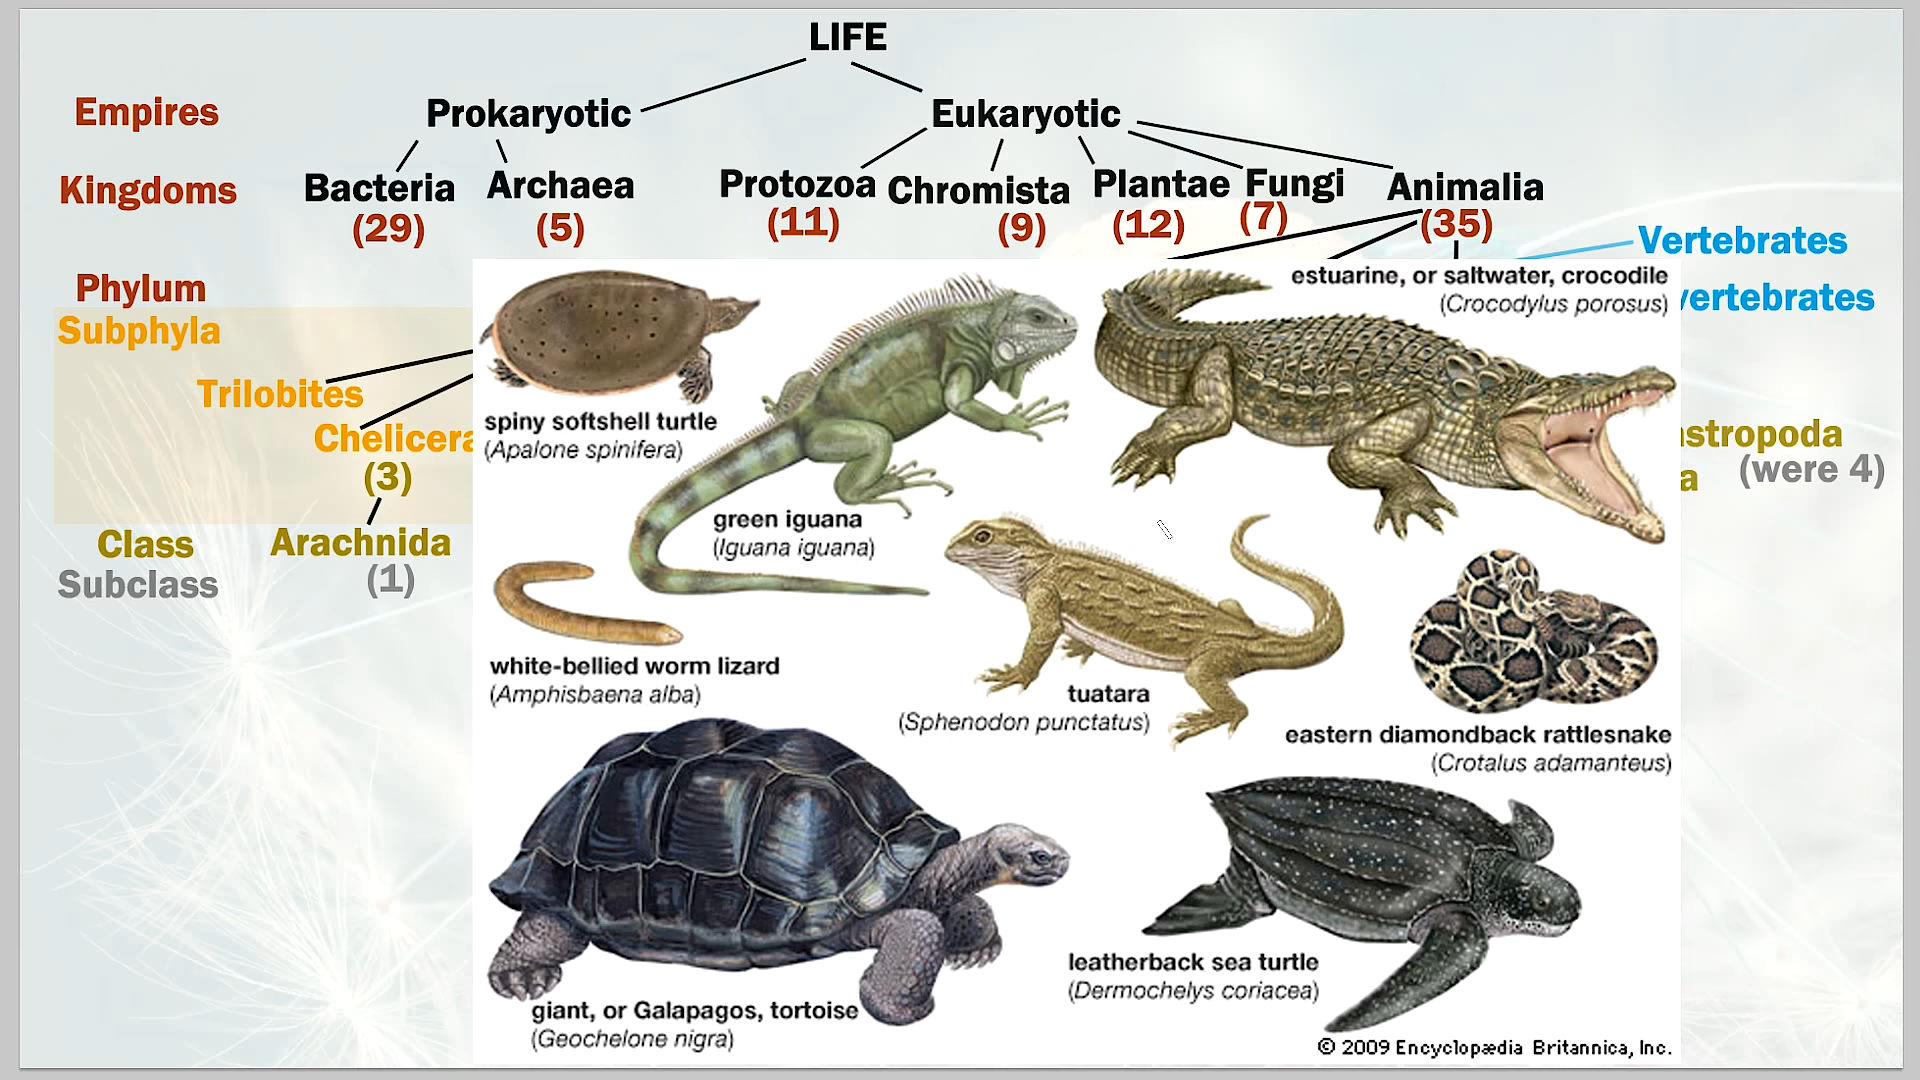 LIFE
Empires
Prokaryotic
Eukaryotic
Kingdoms
Bacteria
Archaea
Protozoa
Chromista
Plantae
Fungi
Animalia
(29)
(5)
(11)
(9)
(12)
(7)
(35)
Vertebrates
Phylum
vertebrates
Subphyla
Trilobites
Chelicera
(3)
stropoda
a
(were 4)
Class
Arachnida
Subclass
(1)
estuarine, or saltwater, crocodile
(Crocodylus porosus)
spiny softshell turtle
(Apalone spinifera)
green iguana
(Iguana iguana)
white-bellied worm lizard
(Amphisbaena alba)
tuatara
(Sphenodon punctatus)
eastern diamondback rattlesnake
(Crotalus adamanteus)
giant, or Galapagos, tortoise
(Geochelone nigra)
leatherback sea turtle
(Dermochelys coriacea)
© 2009 Encyclopædia Britannica, Inc.